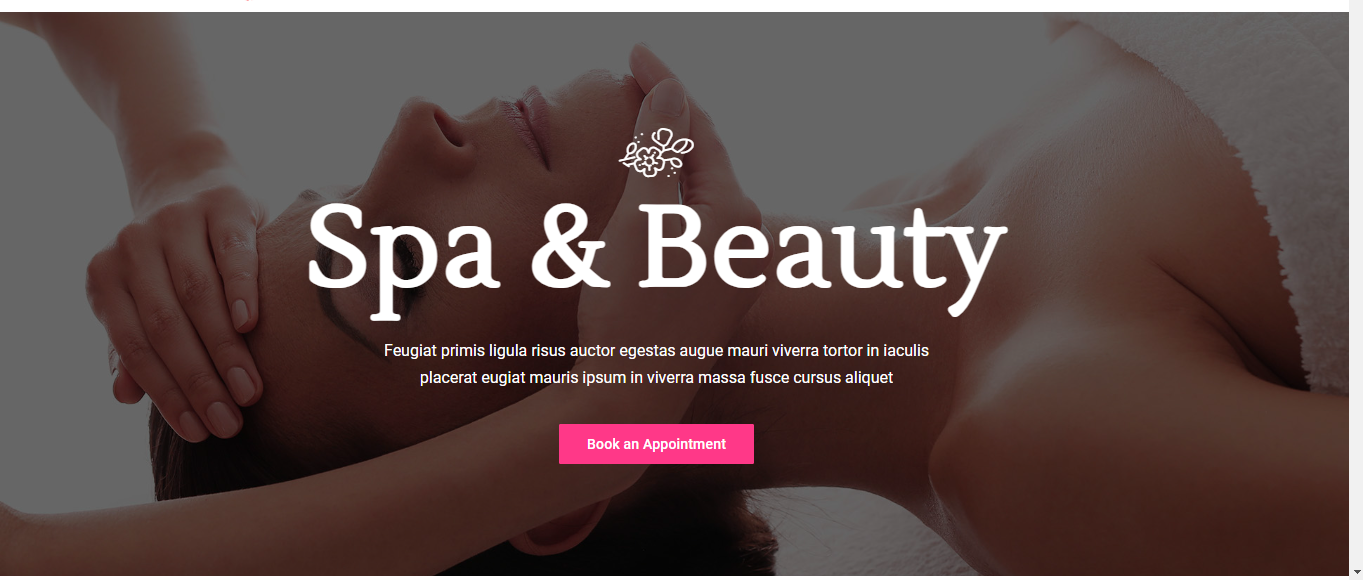 Spa & Beauty
Feugiat primis ligula risus auctor egestas augue mauri viverra tortor in iaculis
placerat eugiat mauris ipsum in viverra massa fusce cursus aliquet
Book an Appointment